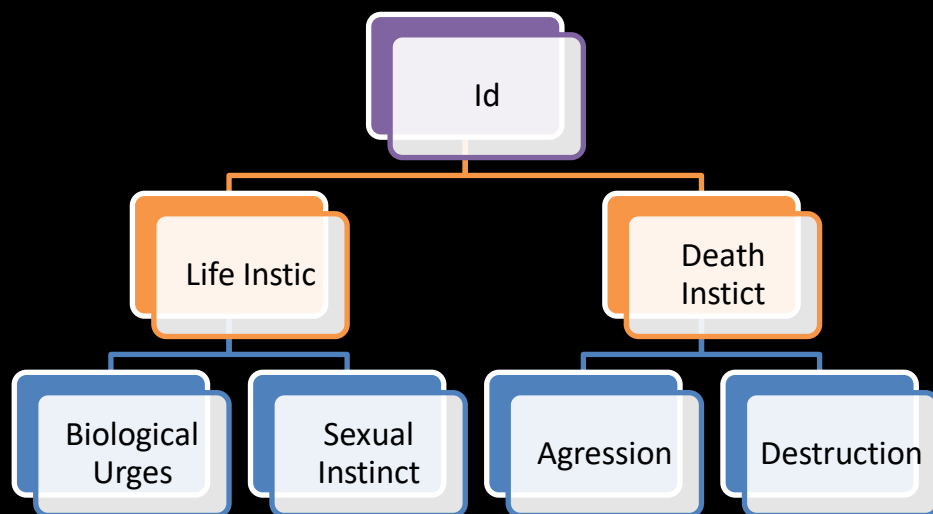 Id
Life Instic
Death
Instict
Biological
Urges
Sexual
Instinct
Agression
Destruction